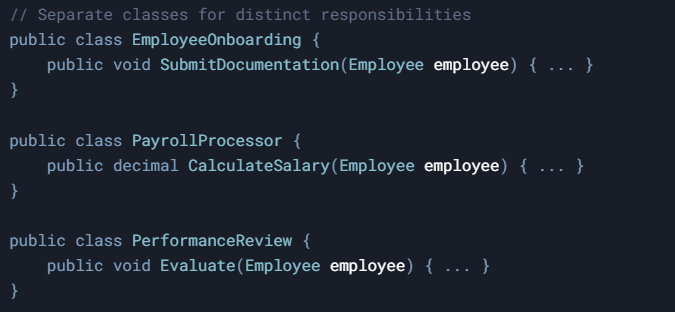 // Separate classes for distinct responsibilities
public class EmployeeOnboarding {
    public void SubmitDocumentation(Employee employee) { ... }
}

public class PayrollProcessor {
    public decimal CalculateSalary(Employee employee) { ... }
}

public class PerformanceReview {
    public void Evaluate(Employee employee) { ... }
}